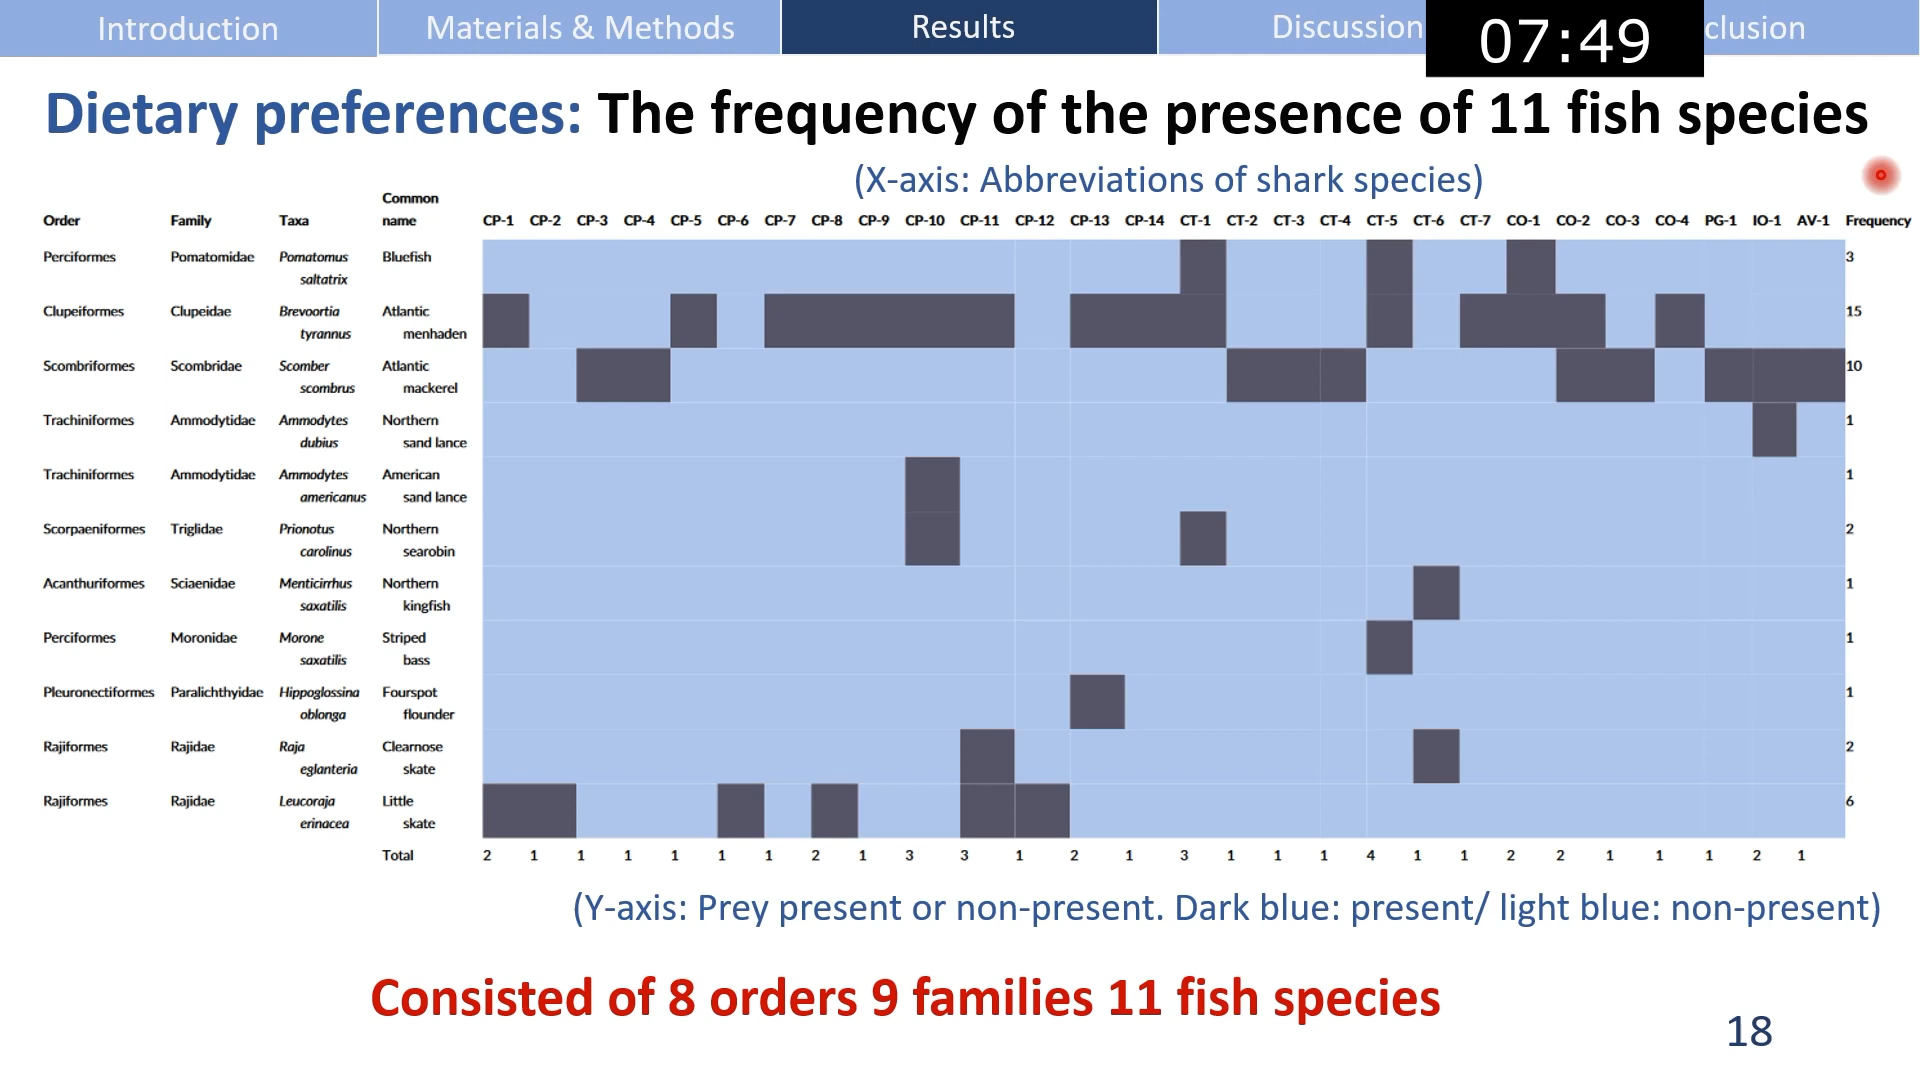 Introduction Materials & Methods Results Discussion clusion
07:49
Dietary preferences: The frequency of the presence of 11 fish species
(X-axis: Abbreviations of shark species)
Order Family Taxa Common name CP-1 CP-2 CP-3 CP-4 CP-5 CP-6 CP-7 CP-8 CP-9 CP-10 CP-11 CP-12 CP-13 CP-14 CT-1 CT-2 CT-3 CT-4 CT-5 CT-6 CT-7 CO-1 CO-2 CO-3 CO-4 PG-1 IO-1 AV-1 Frequency
Perciformes Pomatomidae Pomatomus Bluefish 3
saltatrix
Clupeiformes Clupeidae Brevoortia Atlantic 15
tyrannus menhaden
Scombriformes Scombridae Scomber Atlantic 10
scombrus mackerel
Trachiniformes Ammodytidae Ammodytes Northern 1
dubius sand lance
Trachiniformes Ammodytidae Ammodytes American 1
americanus sand lance
Scorpaeniformes Triglidae Prionotus Northern 2
carolinus searobin
Acanthuriformes Sciaenidae Menticirrhus Northern 1
saxatilis kingfish
Perciformes Moronidae Morone Striped 1
saxatilis bass
Pleuronectiformes Paralichthyidae Hippoglossina Fourspot 1
oblonga flounder
Rajiformes Rajidae Raja Clearnose 2
eglanteria skate
Rajiformes Rajidae Leucoraja Little 6
erinacea skate
Total 2 1 1 1 1 1 1 2 1 3 3 1 2 1 3 1 1 1 4 1 1 2 2 1 1 1 2 1
(Y-axis: Prey present or non-present. Dark blue: present/ light blue: non-present)
Consisted of 8 orders 9 families 11 fish species
18